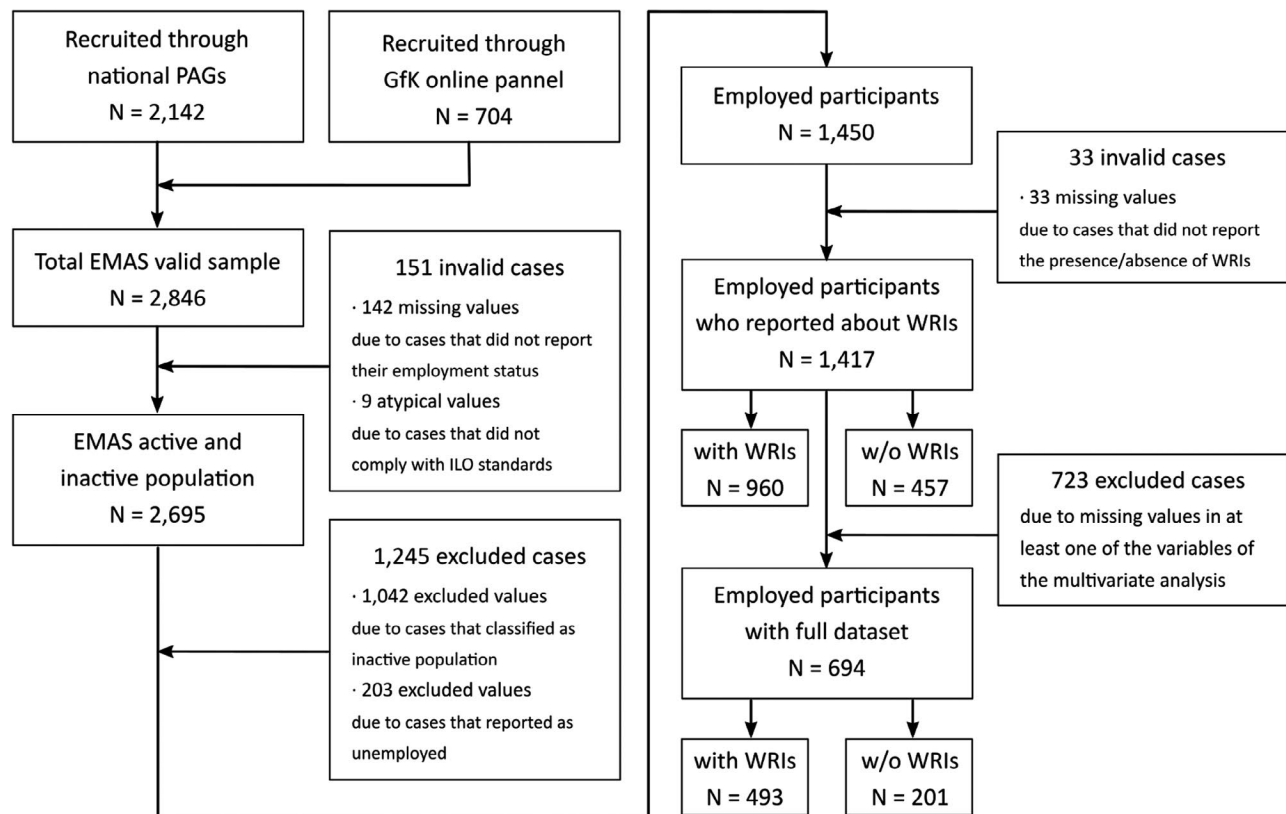 Recruited through
national PAGs
N = 2,142
Recruited through
GfK online pannel
N = 704
Total EMAS valid sample
N = 2,846
151 invalid cases
· 142 missing values
due to cases that did not report
their employment status
· 9 atypical values
due to cases that did not
comply with ILO standards
EMAS active and
inactive population
N = 2,695
1,245 excluded cases
· 1,042 excluded values
due to cases that classified as
inactive population
· 203 excluded values
due to cases that reported as
unemployed
Employed participants
N = 1,450
33 invalid cases
· 33 missing values
due to cases that did not report
the presence/absence of WRIs
Employed participants
who reported about WRIs
N = 1,417
with WRIs
N = 960
w/o WRIs
N = 457
723 excluded cases
due to missing values in at
least one of the variables of
the multivariate analysis
Employed participants
with full dataset
N = 694
with WRIs
N = 493
w/o WRIs
N = 201